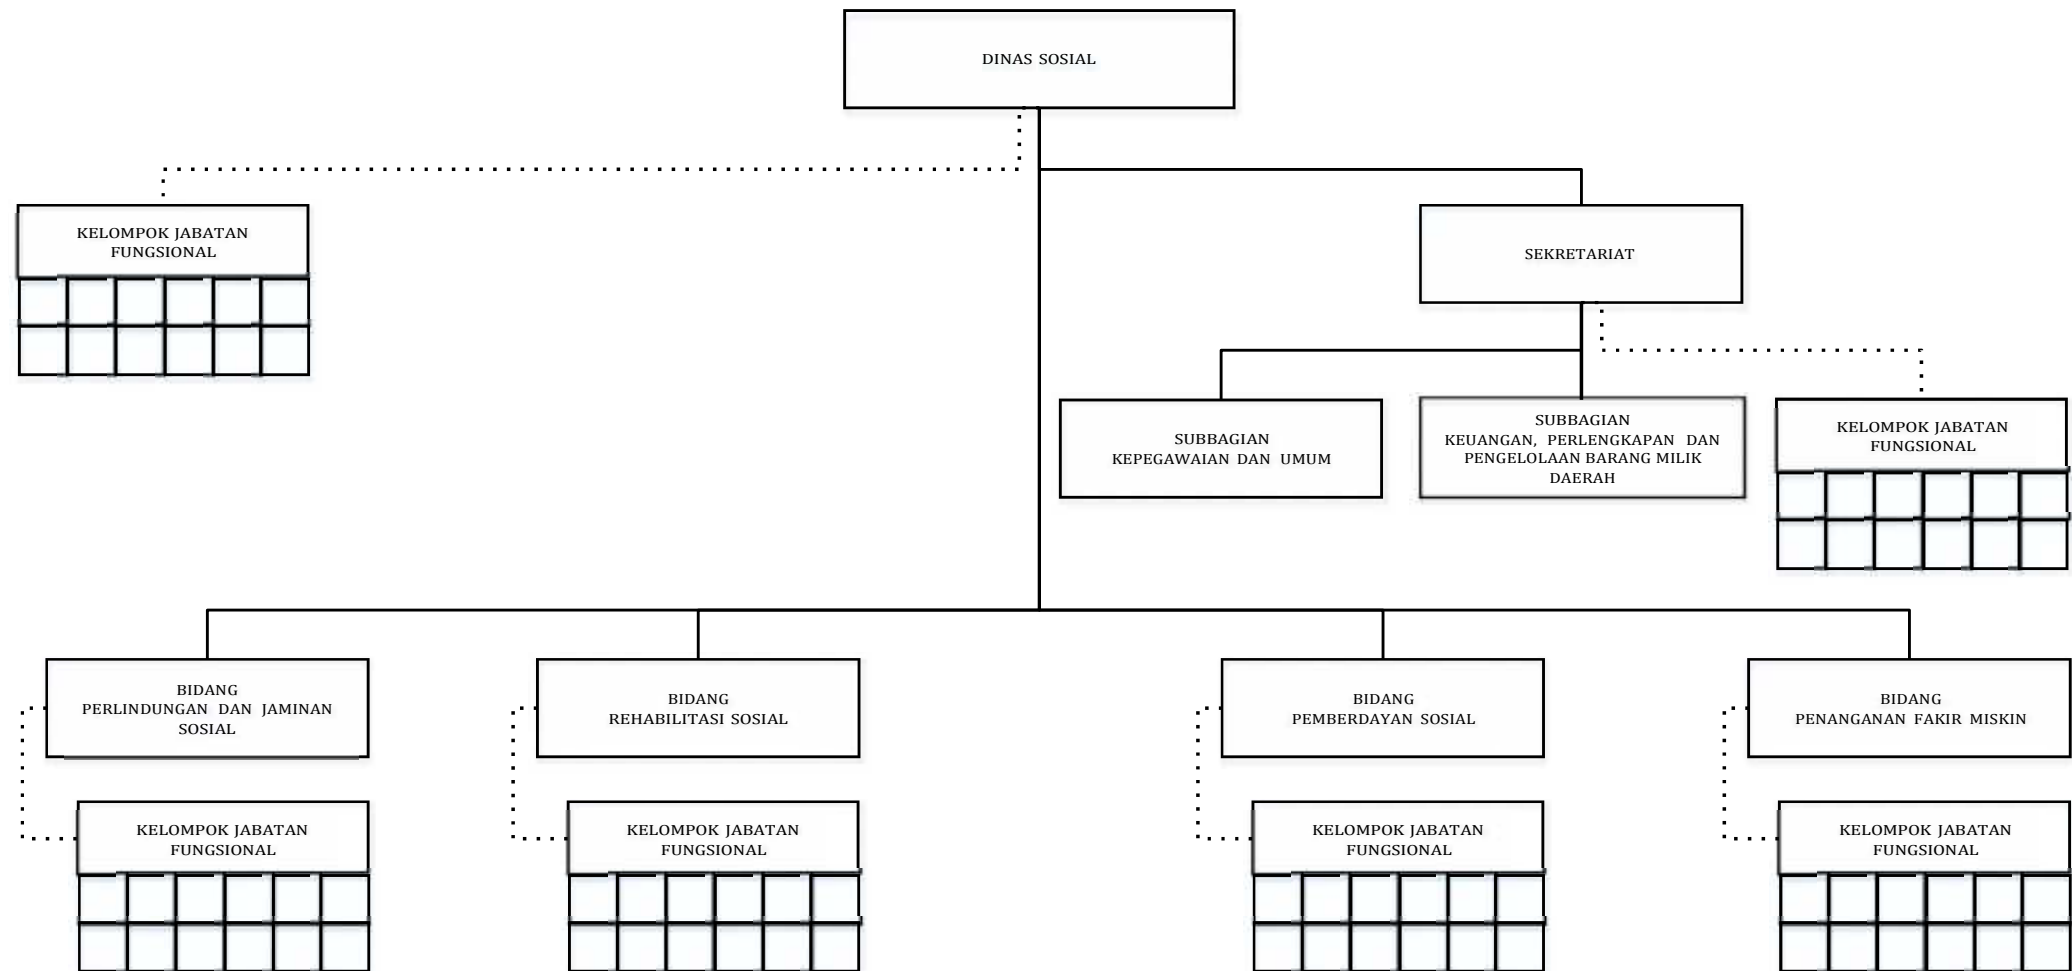 DINAS SOSIAL
KELOMPOK JABATAN
FUNGSIONAL
SEKRETARIAT
SUBBAGIAN
KEPEGAWAIAN DAN UMUM
SUBBAGIAN
KEUANGAN, PERLENGKAPAN DAN
PENGELOLAAN BARANG MILIK
DAERAH
KELOMPOK JABATAN
FUNGSIONAL
BIDANG
PERLINDUNGAN DAN JAMINAN
SOSIAL
BIDANG
REHABILITASI SOSIAL
BIDANG
PEMBERDAYAN SOSIAL
BIDANG
PENANGANAN FAKIR MISKIN
KELOMPOK JABATAN
FUNGSIONAL
KELOMPOK JABATAN
FUNGSIONAL
KELOMPOK JABATAN
FUNGSIONAL
KELOMPOK JABATAN
FUNGSIONAL